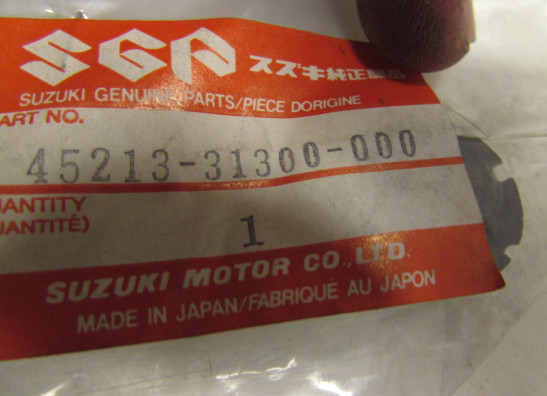 SGP スズキ純正部品
SUZUKI GENUINE PARTS/PIECE DORIGINE
PART NO.
45213-31300-000
QUANTITY
QUANTITÉ)
1
SUZUKI MOTOR CO., LTD.
MADE IN JAPAN/FABRIQUE AU JAPON